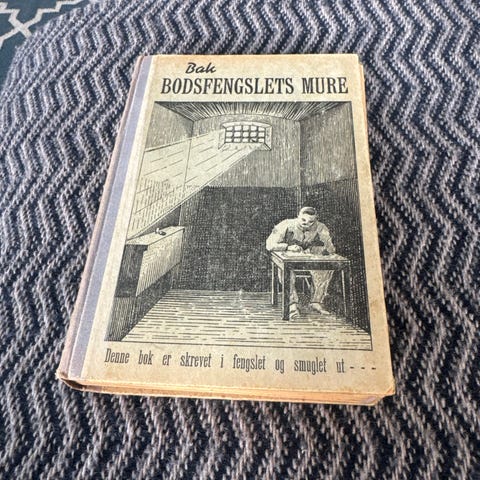 Bak
BODSFENGSLETS MURE
Denne bok er skrevet i fengslet og smuglet ut - - -